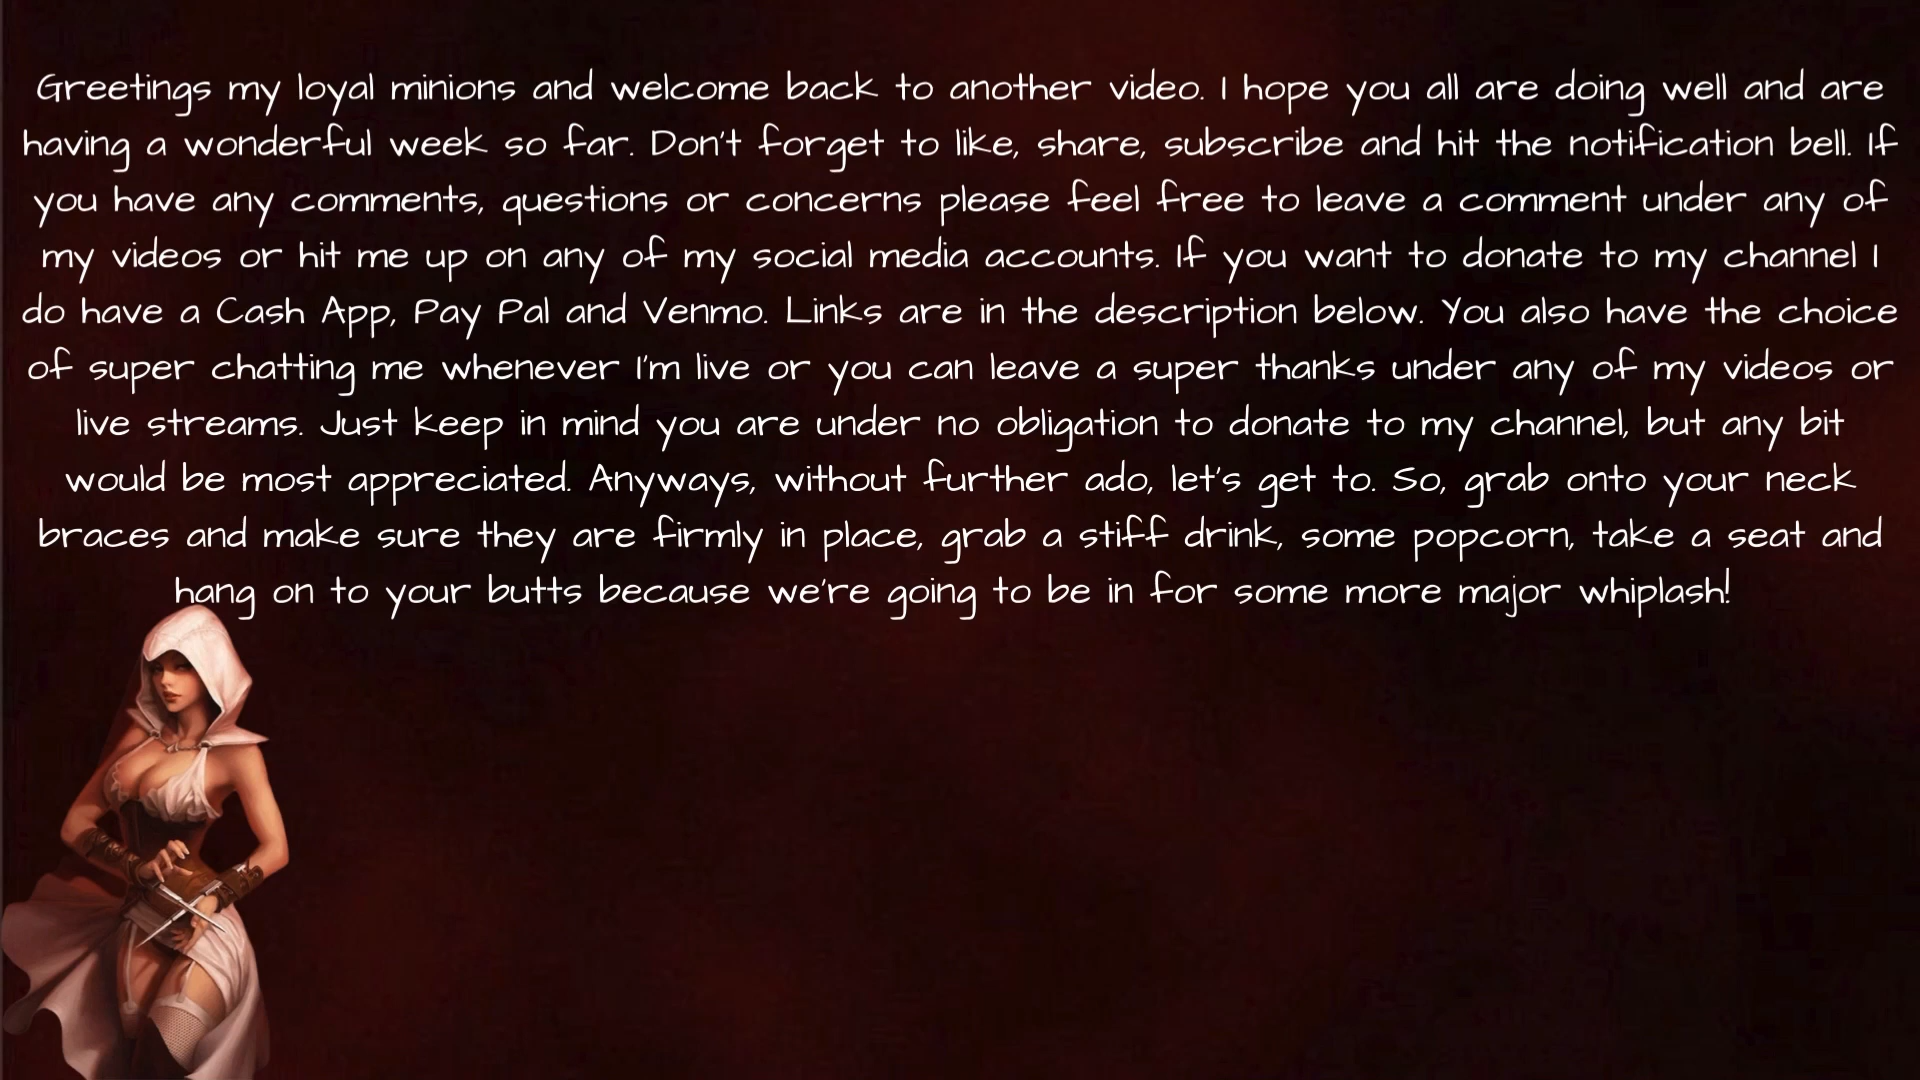 Greetings my loyal minions and welcome back to another video. I hope you all are doing well and are
having a wonderful week so far. Don't forget to like, share, subscribe and hit the notification bell. If
you have any comments, questions or concerns please feel free to leave a comment under any of
my videos or hit me up on any of my social media accounts. If you want to donate to my channel I
do have a Cash App, Pay Pal and Venmo. Links are in the description below. You also have the choice
of super chatting me whenever I'm live or you can leave a super thanks under any of my videos or
live streams. Just keep in mind you are under no obligation to donate to my channel, but any bit
would be most appreciated. Anyways, without further ado, let's get to. So, grab onto your neck
braces and make sure they are firmly in place, grab a stiff drink, some popcorn, take a seat and
hang on to your butts because we're going to be in for some more major whiplash!